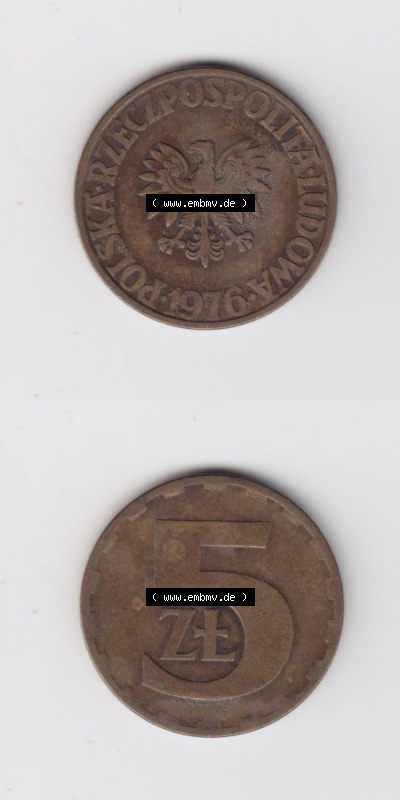 POLSKA·RZECZPOSPOLITA·LUDOWA·
1976
( www.embmv.de )
5
ZŁ
( www.embmv.de )